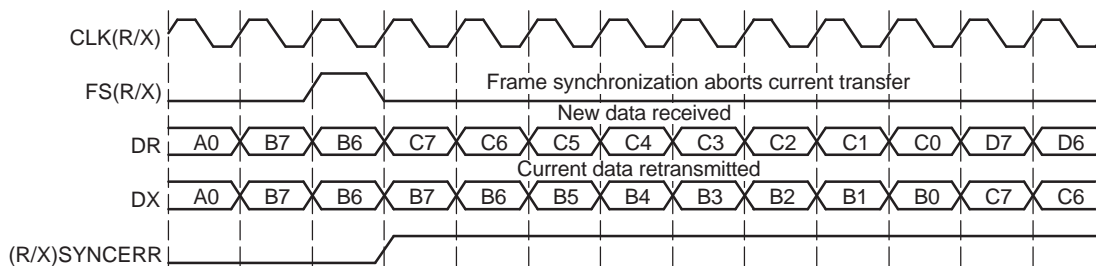 CLK(R/X)
FS(R/X) Frame synchronization aborts current transfer
New data received
DR A0 B7 B6 C7 C6 C5 C4 C3 C2 C1 C0 D7 D6
Current data retransmitted
DX A0 B7 B6 B7 B6 B5 B4 B3 B2 B1 B0 C7 C6
(R/X)SYNCERR